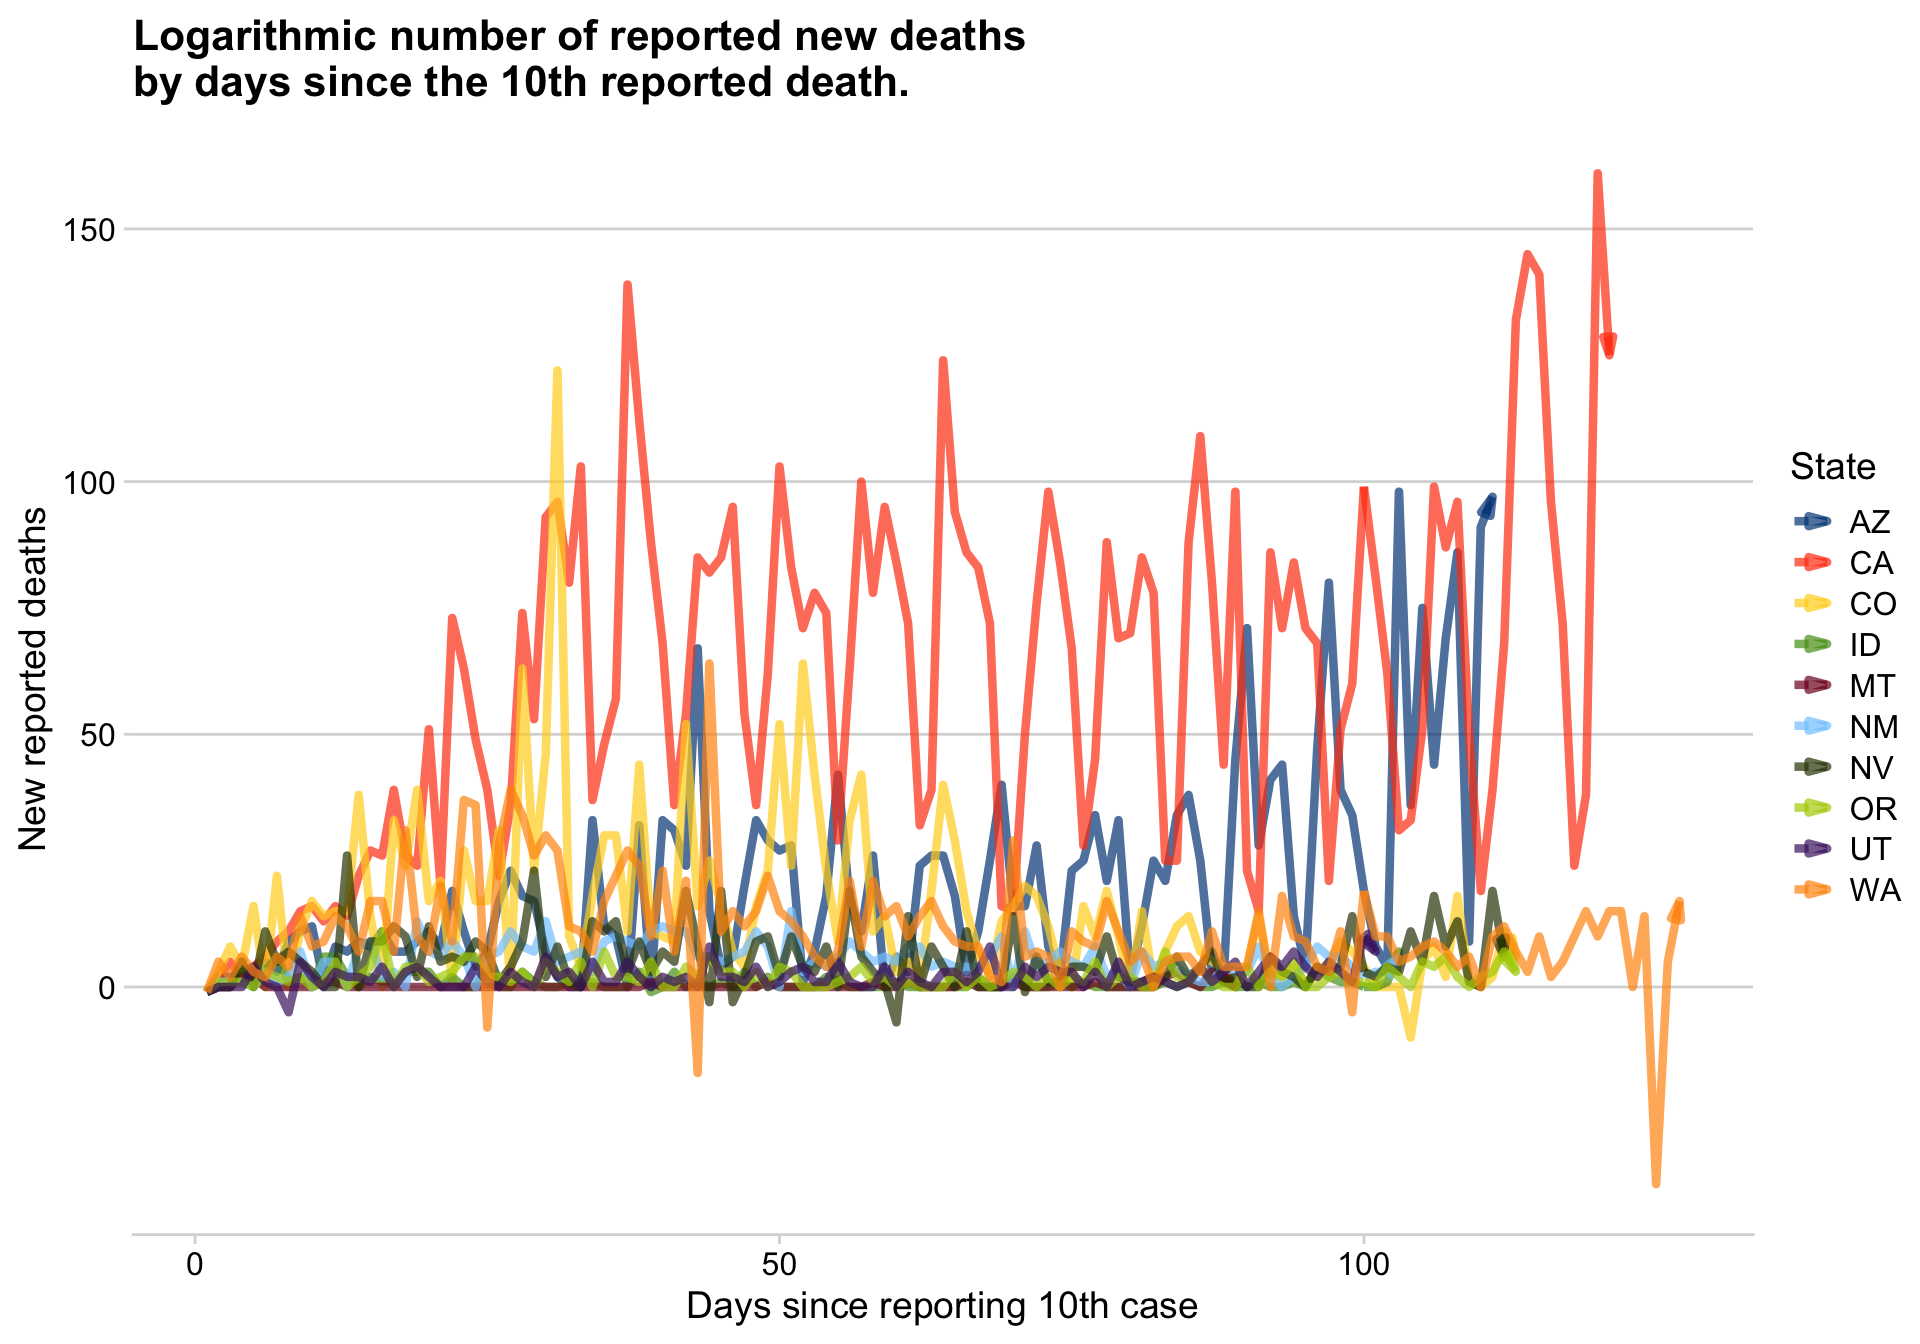 Logarithmic number of reported new deaths
by days since the 10th reported death.
New reported deaths
150
100
50
0
0
50
100
Days since reporting 10th case
State
AZ
CA
CO
ID
MT
NM
NV
OR
UT
WA